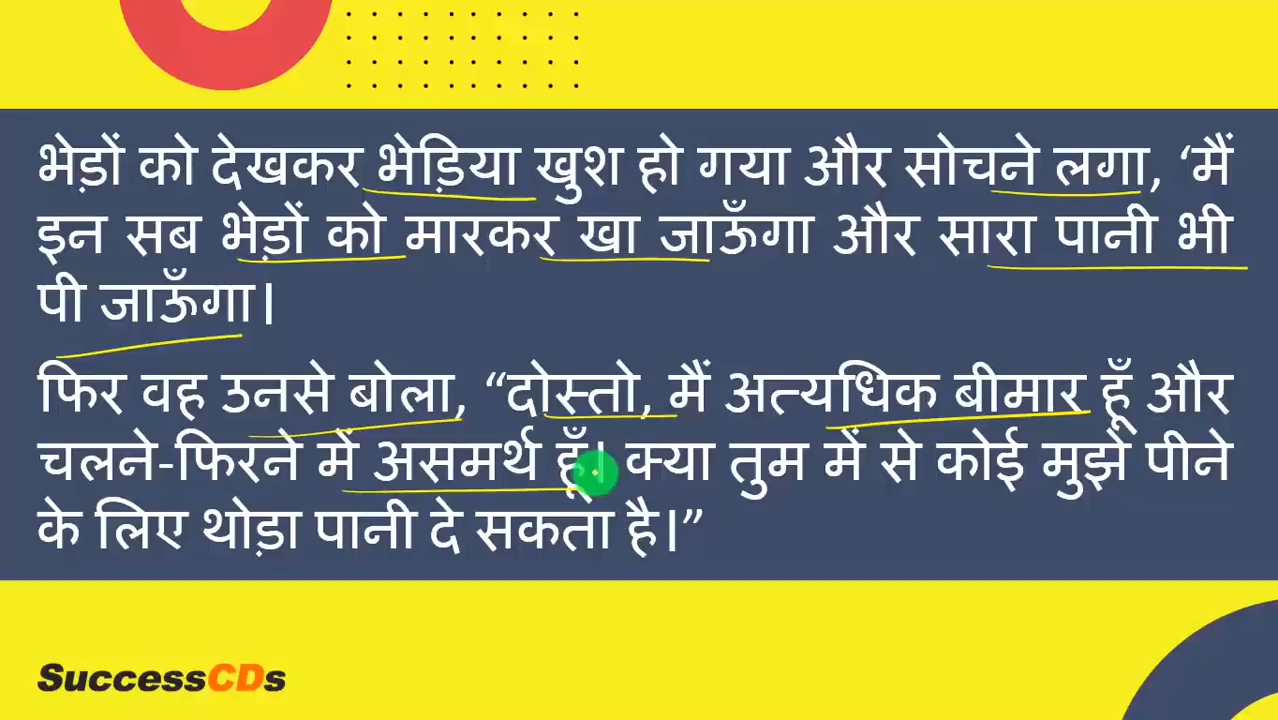 भेड़ों को देखकर भेड़िया खुश हो गया और सोचने लगा, ‘मैं
इन सब भेड़ों को मारकर खा जाऊँगा और सारा पानी भी
पी जाऊँगा।
फिर वह उनसे बोला, “दोस्तो, मैं अत्यधिक बीमार हूँ और
चलने-फिरने में असमर्थ हूँ। क्या तुम में से कोई मुझे पीने
के लिए थोड़ा पानी दे सकता है।”
SuccessCDs